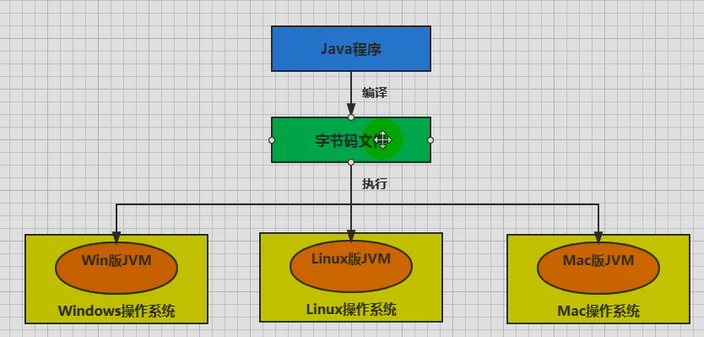 Java程序
编译
字节码文件
执行
Win版JVM
Linux版JVM
Mac版JVM
Windows操作系统
Linux操作系统
Mac操作系统